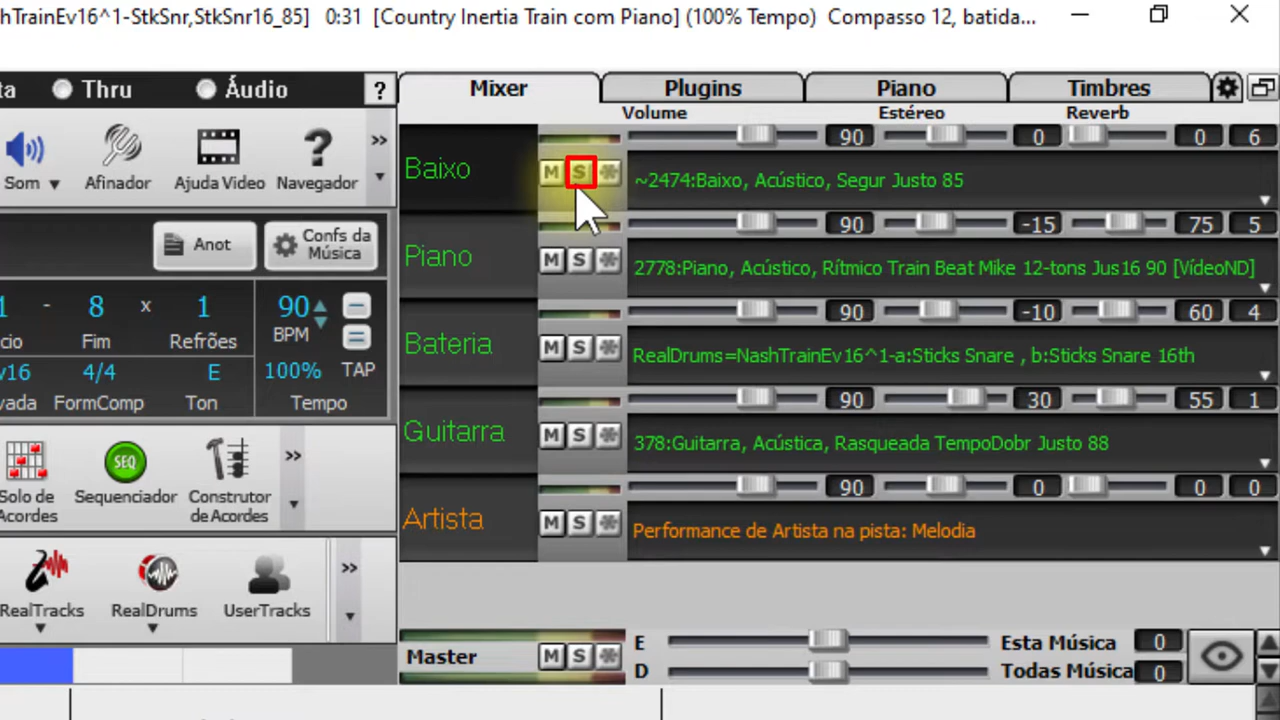 hTrainEv16^1-StkSnr,StkSnr16_85] 0:31 [Country Inertia Train com Piano] (100% Tempo) Compasso 12, batida...
ta Thru Áudio ?
Mixer Plugins Piano Timbres
Volume Estéreo Reverb
Som Afinador Ajuda Video Navegador
Baixo M S 90 0 0 6
~2474:Baixo, Acústico, Segur Justo 85
Anot Confs da Música
Piano M S 90 -15 75 5
2778:Piano, Acústico, Rítmico Train Beat Mike 12-tons Jus16 90 [VídeoND]
1 - 8 x 1 90
cio Fim Refrões BPM
Bateria M S 90 -10 60 4
RealDrums=NashTrainEv16^1-a:Sticks Snare , b:Sticks Snare 16th
v16 4/4 E 100% TAP
vada FormComp Ton Tempo
Guitarra M S 90 30 55 1
378:Guitarra, Acústica, Rasqueada TempoDobr Justo 88
SEQ
Solo de Acordes Sequenciador Construtor de Acordes
Artista M S 90 0 0 0
Performance de Artista na pista: Melodia
RealTracks RealDrums UserTracks
Master M S E Esta Música 0
D Todas Música 0